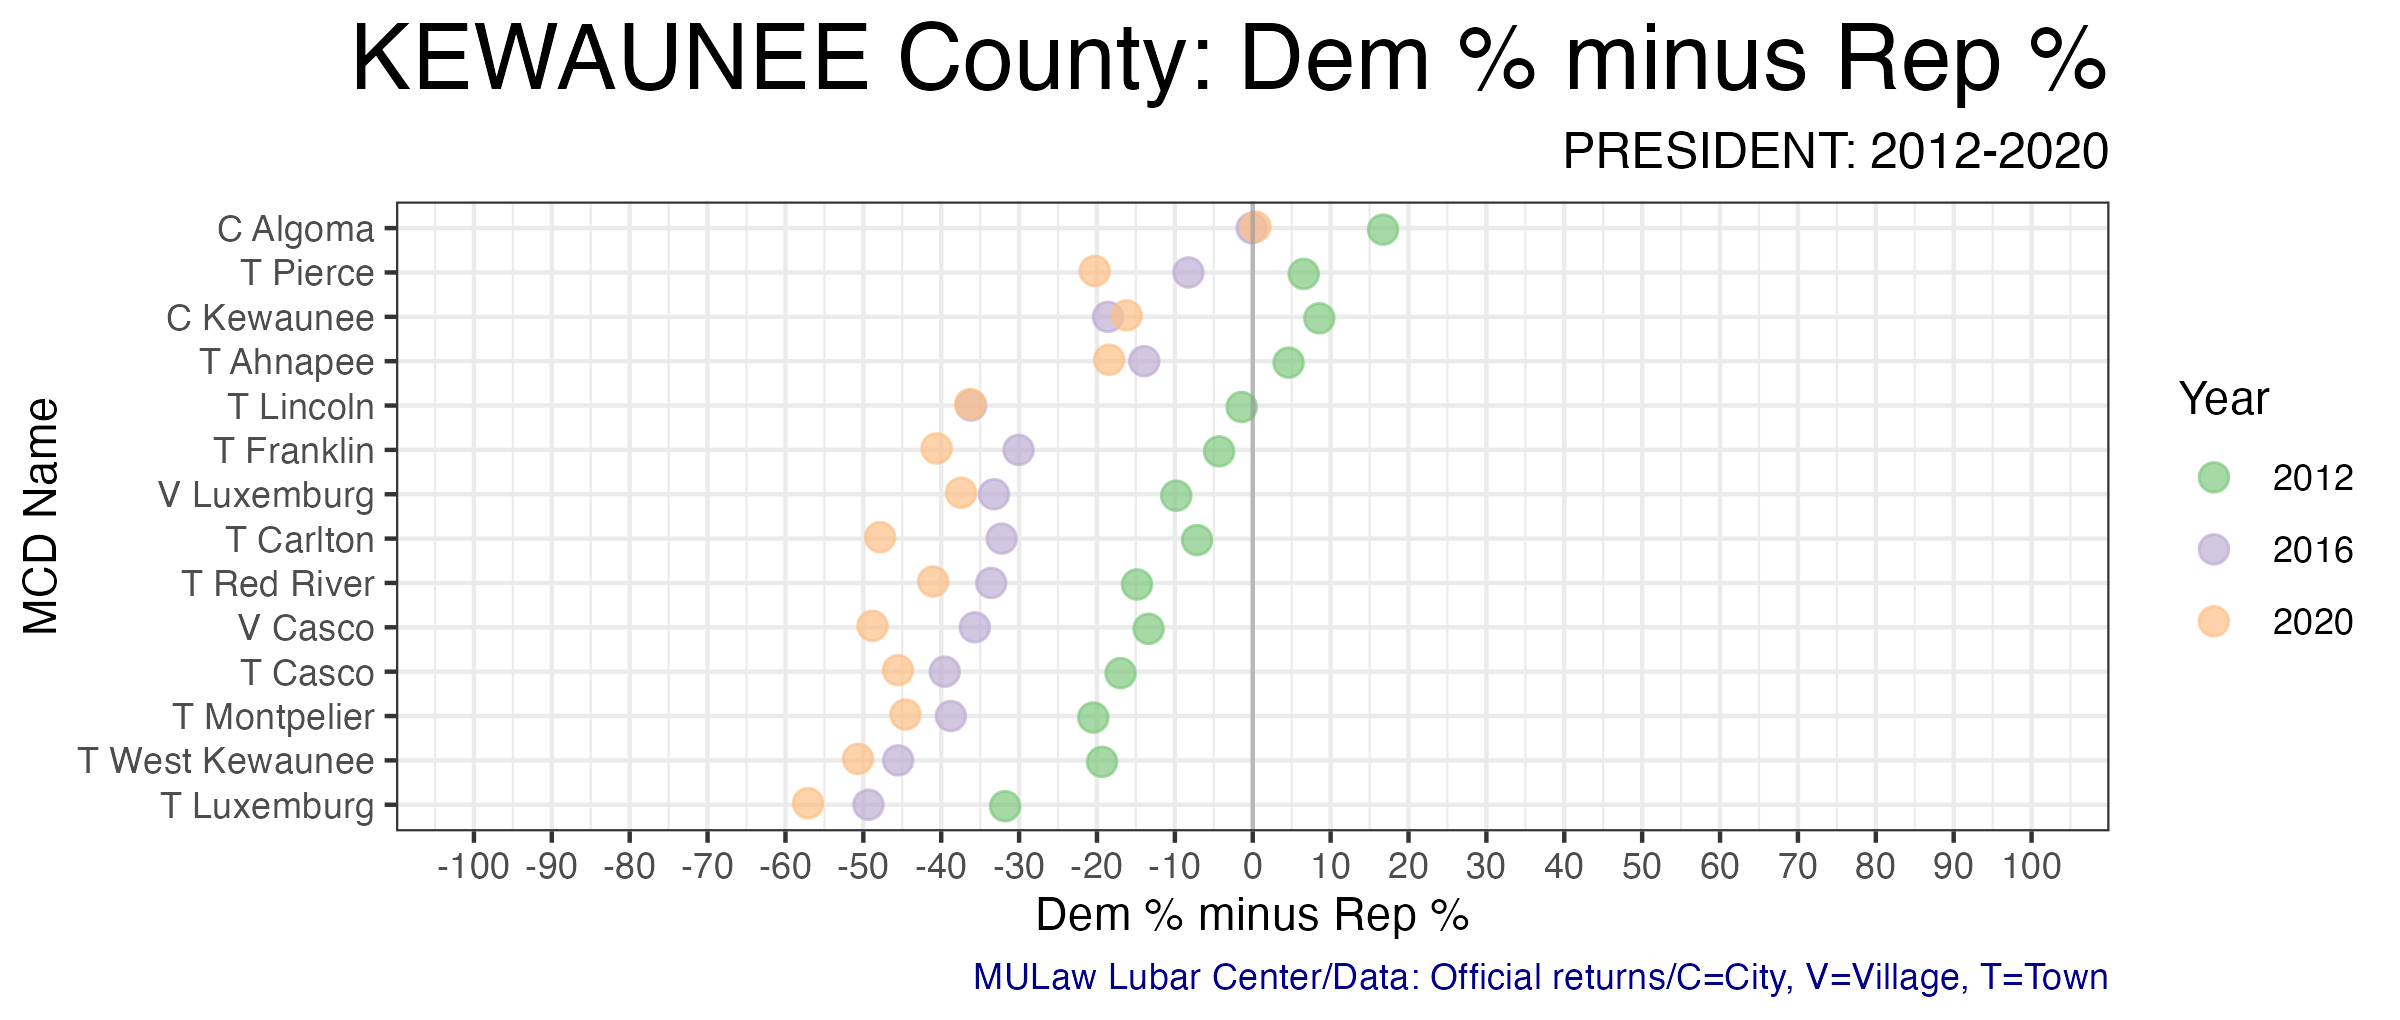 KEWAUNEE County: Dem % minus Rep %
PRESIDENT: 2012-2020
MCD Name
C Algoma
T Pierce
C Kewaunee
T Ahnapee
T Lincoln
T Franklin
V Luxemburg
T Carlton
T Red River
V Casco
T Casco
T Montpelier
T West Kewaunee
T Luxemburg
-100 -90 -80 -70 -60 -50 -40 -30 -20 -10 0 10 20 30 40 50 60 70 80 90 100
Dem % minus Rep %
Year
2012
2016
2020
MULaw Lubar Center/Data: Official returns/C=City, V=Village, T=Town